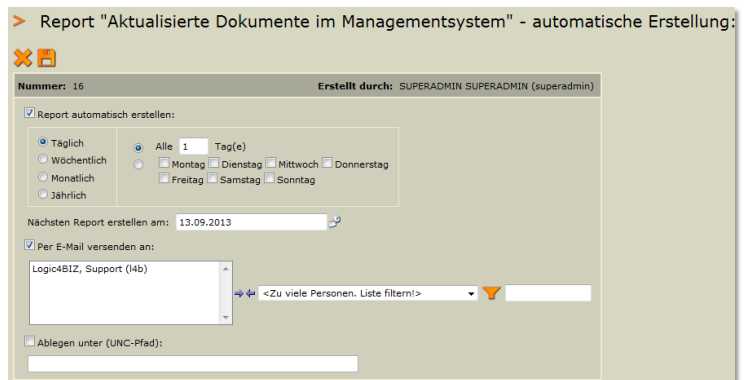 > Report "Aktualisierte Dokumente im Managementsystem" - automatische Erstellung:
Nummer: 16 Erstellt durch: SUPERADMIN SUPERADMIN (superadmin)
Report automatisch erstellen:
Täglich
Wöchentlich
Monatlich
Jährlich
Alle 1 Tag(e)
Montag Dienstag Mittwoch Donnerstag
Freitag Samstag Sonntag
Nächsten Report erstellen am: 13.09.2013
Per E-Mail versenden an:
Logic4BIZ, Support (l4b)
<Zu viele Personen. Liste filtern!>
Ablegen unter (UNC-Pfad):